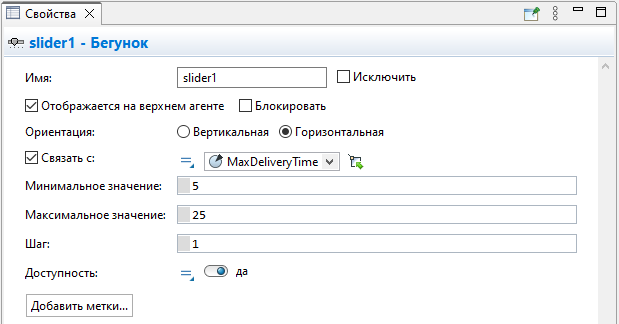 Свойства
slider1 - Бегунок
Имя: slider1 Исключить
Отображается на верхнем агенте Блокировать
Ориентация: Вертикальная Горизонтальная
Связать с: MaxDeliveryTime
Минимальное значение: 5
Максимальное значение: 25
Шаг: 1
Доступность: да
Добавить метки...